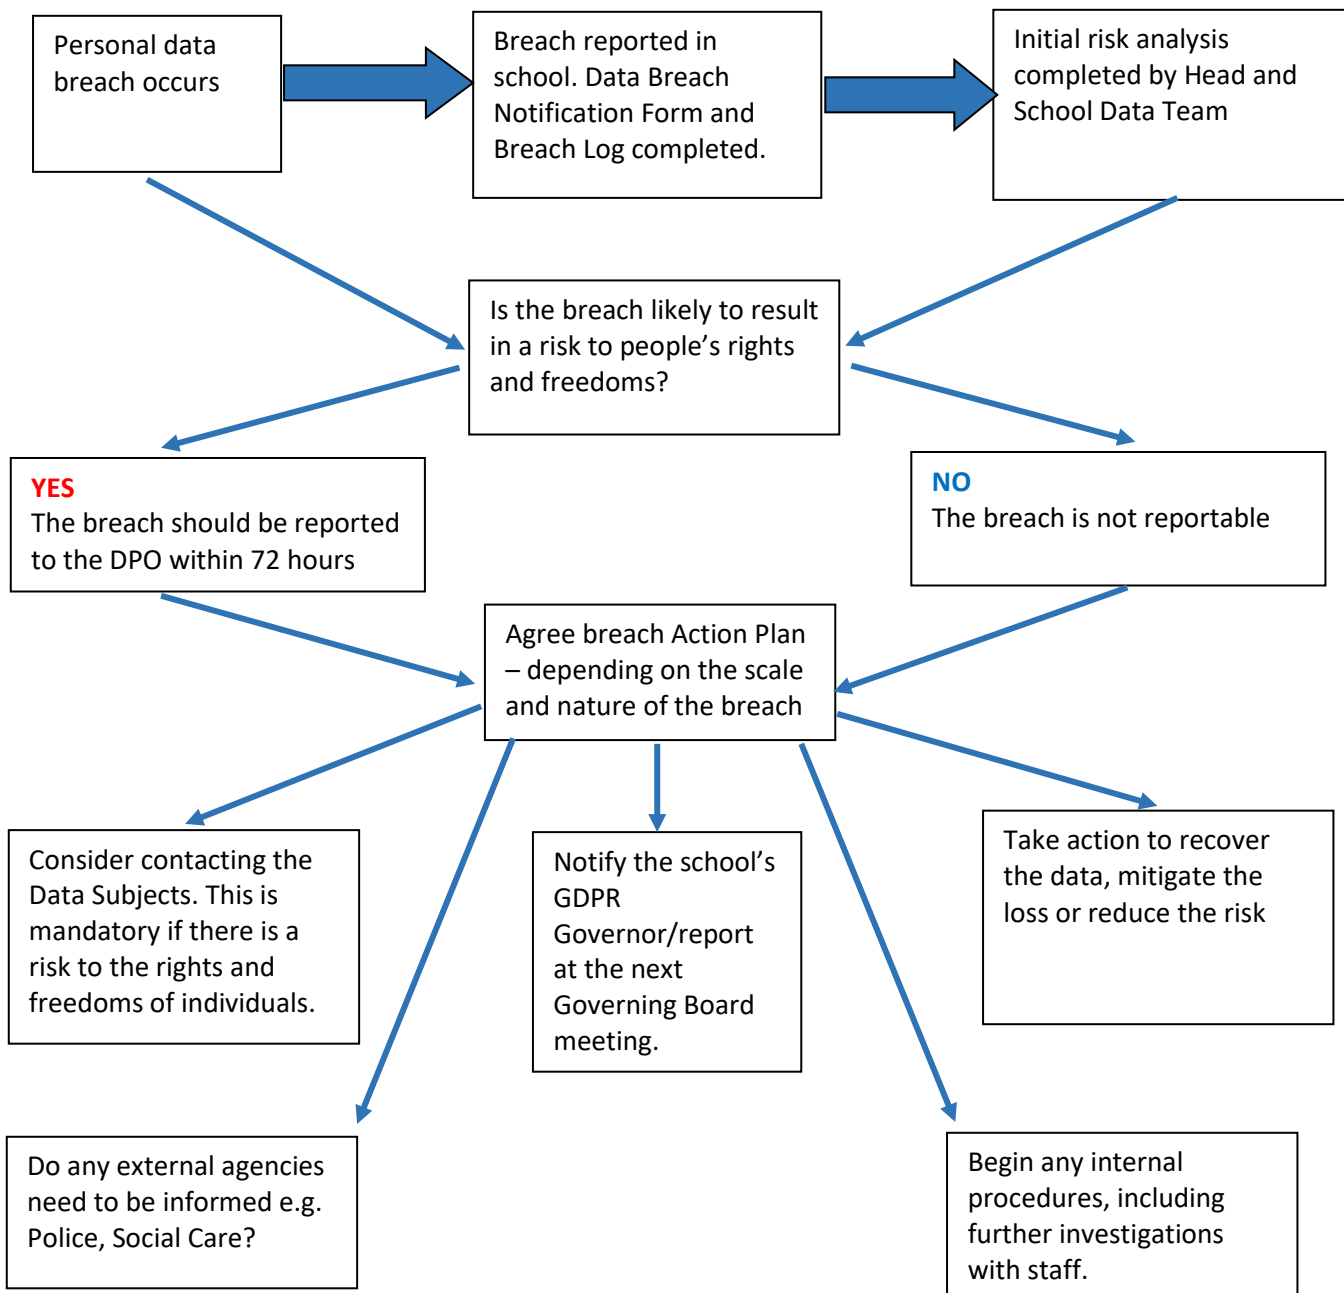 Personal data
breach occurs
Breach reported in
school. Data Breach
Notification Form and
Breach Log completed.
Initial risk analysis
completed by Head and
School Data Team
Is the breach likely to result
in a risk to people’s rights
and freedoms?
YES
The breach should be reported
to the DPO within 72 hours
NO
The breach is not reportable
Agree breach Action Plan
– depending on the scale
and nature of the breach
Consider contacting the
Data Subjects. This is
mandatory if there is a
risk to the rights and
freedoms of individuals.
Notify the school’s
GDPR
Governor/report
at the next
Governing Board
meeting.
Take action to recover
the data, mitigate the
loss or reduce the risk
Do any external agencies
need to be informed e.g.
Police, Social Care?
Begin any internal
procedures, including
further investigations
with staff.